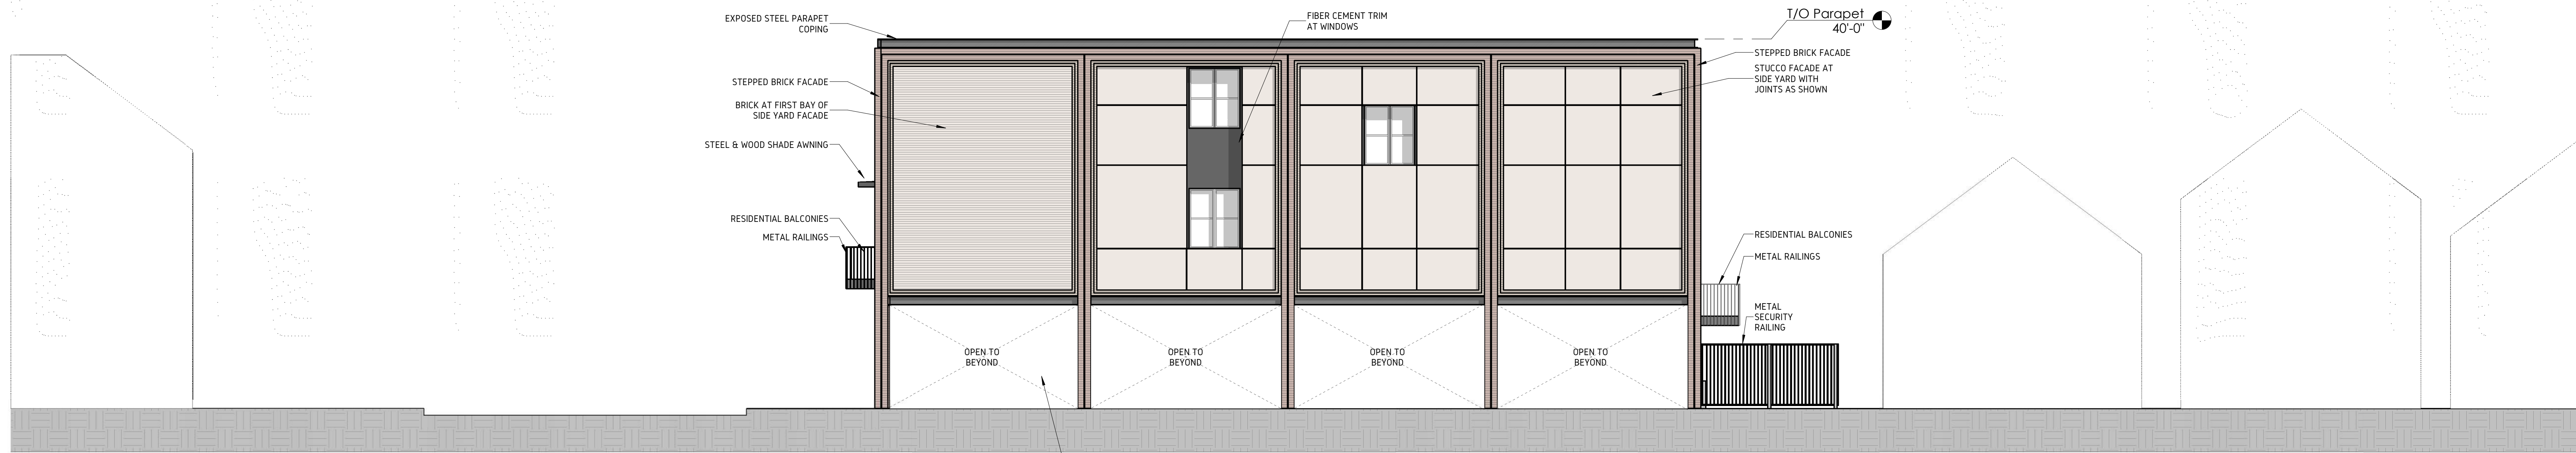 EXPOSED STEEL PARAPET
COPING
STEPPED BRICK FACADE
BRICK AT FIRST BAY OF
SIDE YARD FACADE
STEEL & WOOD SHADE AWNING
RESIDENTIAL BALCONIES
METAL RAILINGS
FIBER CEMENT TRIM
AT WINDOWS
T/O Parapet
40'-0"
STEPPED BRICK FACADE
STUCCO FACADE AT
SIDE YARD WITH
JOINTS AS SHOWN
RESIDENTIAL BALCONIES
METAL RAILINGS
METAL
SECURITY
RAILING
OPEN TO
BEYOND
OPEN TO
BEYOND
OPEN TO
BEYOND
OPEN TO
BEYOND